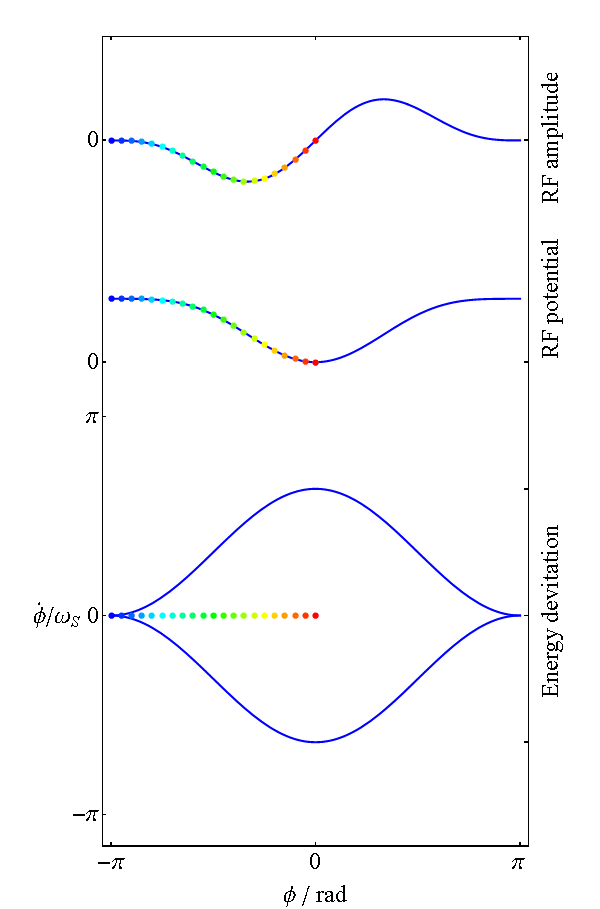 0
RF amplitude
RF potential
0
π
Energy devitation
ϕ̇/ω_S 0
−π
−π 0 π
ϕ / rad